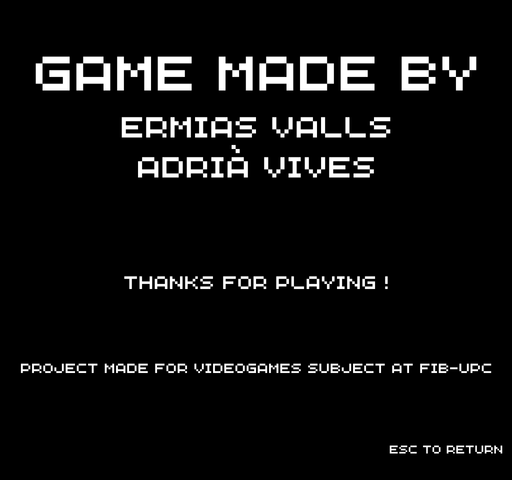 GAME MADE BY
ERMIAS VALLS
ADRIÀ VIVES
THANKS FOR PLAYING !
PROJECT MADE FOR VIDEOGAMES SUBJECT AT FIB-UPC
ESC TO RETURN